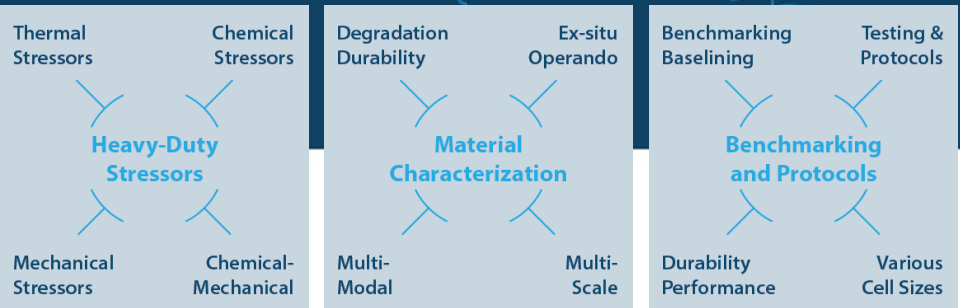 Thermal
Stressors
Chemical
Stressors
Heavy-Duty
Stressors
Mechanical
Stressors
Chemical-
Mechanical
Degradation
Durability
Ex-situ
Operando
Material
Characterization
Multi-
Modal
Multi-
Scale
Benchmarking
Baselining
Testing &
Protocols
Benchmarking
and Protocols
Durability
Performance
Various
Cell Sizes